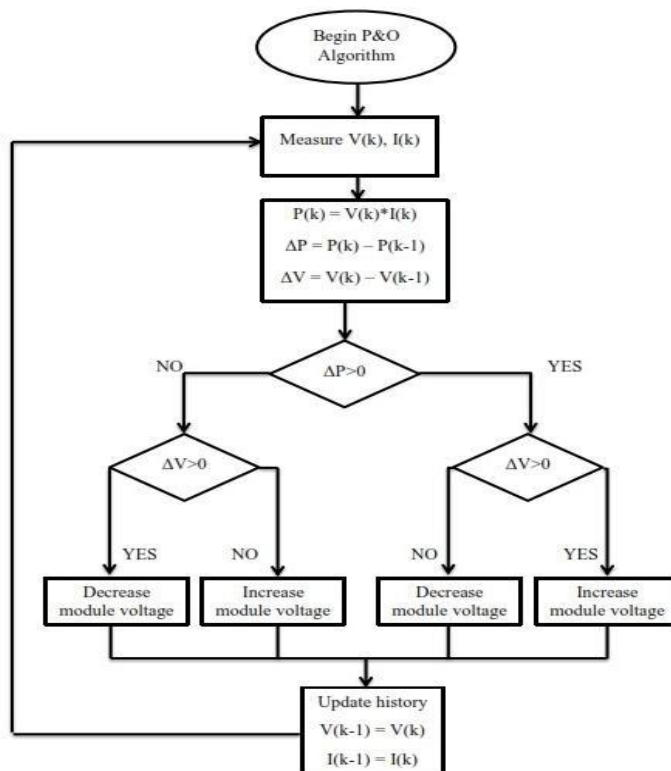 Begin P&O
Algorithm
Measure V(k), I(k)
P(k) = V(k)*I(k)
ΔP = P(k) – P(k-1)
ΔV = V(k) – V(k-1)
NO
ΔP>0
YES
ΔV>0
ΔV>0
YES
NO
NO
YES
Decrease
module voltage
Increase
module voltage
Decrease
module voltage
Increase
module voltage
Update history
V(k-1) = V(k)
I(k-1) = I(k)